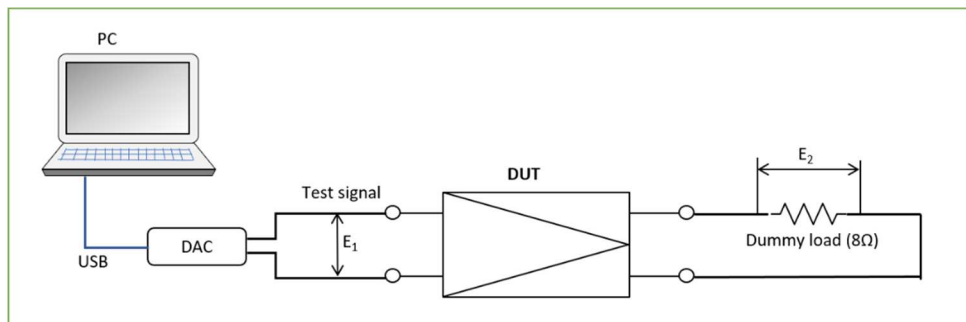 PC
DUT
E₂
Test signal
E₁
DAC
Dummy load (8Ω)
USB